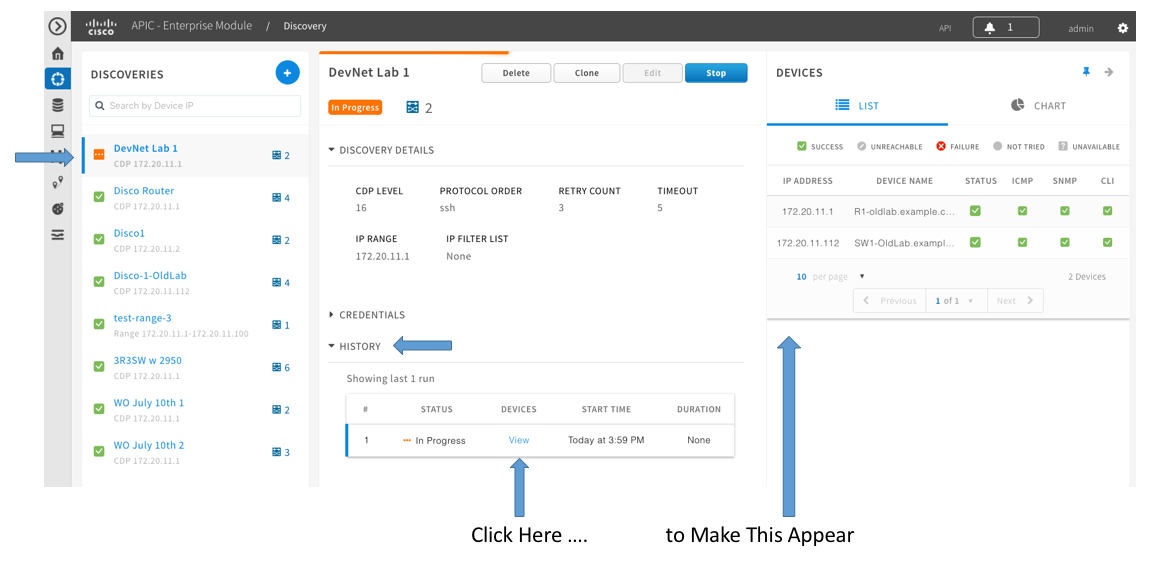 cisco
APIC - Enterprise Module / Discovery
API
1
admin
DISCOVERIES
Search by Device IP
DevNet Lab 1
CDP 172.20.11.1
2
Disco Router
CDP 172.20.11.1
4
Disco1
CDP 172.20.11.2
2
Disco-1-OldLab
CDP 172.20.11.112
4
test-range-3
Range 172.20.11.1-172.20.11.100
1
3R3SW w 2950
CDP 172.20.11.1
6
WO July 10th 1
CDP 172.20.11.1
2
WO July 10th 2
CDP 172.20.11.1
3
DevNet Lab 1
Delete
Clone
Edit
Stop
In Progress
2
DISCOVERY DETAILS
CDP LEVEL PROTOCOL ORDER RETRY COUNT TIMEOUT
16 ssh 3 5
IP RANGE IP FILTER LIST
172.20.11.1 None
CREDENTIALS
HISTORY
Showing last 1 run
# STATUS DEVICES START TIME DURATION
1 In Progress View Today at 3:59 PM None
DEVICES
LIST
CHART
SUCCESS UNREACHABLE FAILURE NOT TRIED UNAVAILABLE
IP ADDRESS DEVICE NAME STATUS ICMP SNMP CLI
172.20.11.1 R1-oldlab.example.c...
172.20.11.112 SW1-OldLab.exampl...
10 per page
2 Devices
Previous 1 of 1 Next
Click Here .... to Make This Appear